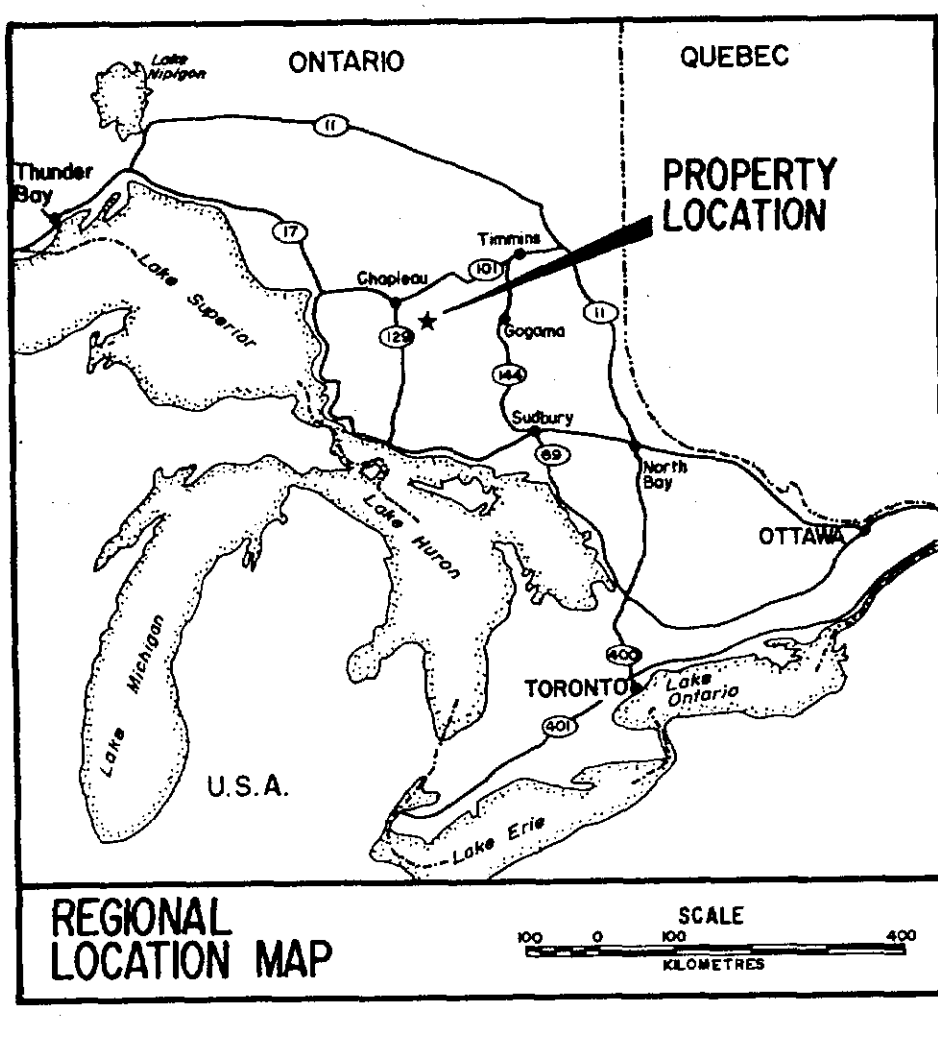 ONTARIO
QUEBEC
Lake
Nipigon
11
Thunder
Bay
PROPERTY
LOCATION
17
Timmins
Lake Superior
Chapleau
101
11
129
Gogama
144
Sudbury
69
North
Bay
Lake Huron
OTTAWA
Lake Michigan
400
TORONTO
Lake
Ontario
401
U.S.A.
Lake Erie
REGIONAL
LOCATION MAP
SCALE
100 0 100 400
KILOMETRES